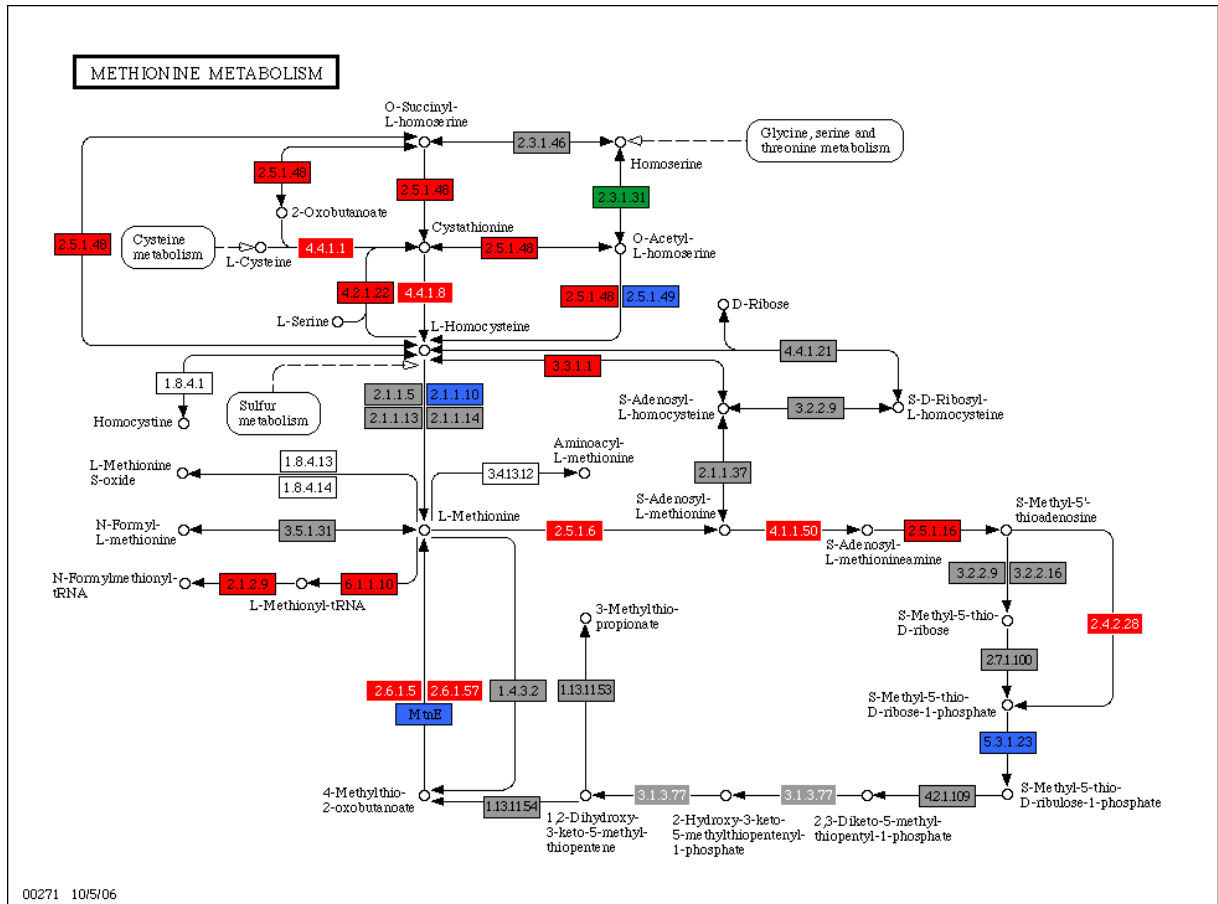 METHIONINE METABOLISM
O-Succinyl-
L-homoserine
2.3.1.46
Homoserine
Glycine, serine and
threonine metabolism
2.5.1.48
2.5.1.48
2.3.1.31
2-Oxobutanoate
Cystathionine
O-Acetyl-
L-homoserine
2.5.1.48
Cysteine
metabolism
L-Cysteine
4.4.1.1
2.5.1.48
4.2.1.22
4.4.1.8
2.5.1.48
2.5.1.49
L-Serine
L-Homocysteine
D-Ribose
4.4.1.21
3.3.1.1
1.8.4.1
Homocystine
Sulfur
metabolism
2.1.1.5
2.1.1.10
2.1.1.13
2.1.1.14
S-Adenosyl-
L-homocysteine
3.2.2.9
S-D-Ribosyl-
L-homocysteine
L-Methionine
S-oxide
1.8.4.13
1.8.4.14
3.4.13.12
Aminoacyl-
L-methionine
2.1.1.37
N-Formyl-
L-methionine
3.5.1.31
L-Methionine
2.5.1.6
S-Adenosyl-
L-methionine
4.1.1.50
S-Adenosyl-
L-methionineamine
2.5.1.16
S-Methyl-5'-
thioadenosine
N-Formylmethionyl-
tRNA
2.1.2.9
L-Methionyl-tRNA
6.1.1.10
3.2.2.9
3.2.2.16
3-Methylthio-
propionate
S-Methyl-5-thio-
D-ribose
2.4.2.28
2.7.1.100
2.6.1.5
2.6.1.57
1.4.3.2
1.13.11.53
MtnE
S-Methyl-5-thio-
D-ribose-1-phosphate
5.3.1.23
4-Methylthio-
2-oxobutanoate
1.13.11.54
1,2-Dihydroxy-
3-keto-5-methyl-
thiopentene
3.1.3.77
2-Hydroxy-3-keto-
5-methylthiopentenyl-
1-phosphate
3.1.3.77
2,3-Diketo-5-methyl-
thiopentyl-1-phosphate
4.2.1.109
S-Methyl-5-thio-
D-ribulose-1-phosphate
00271 10/5/06